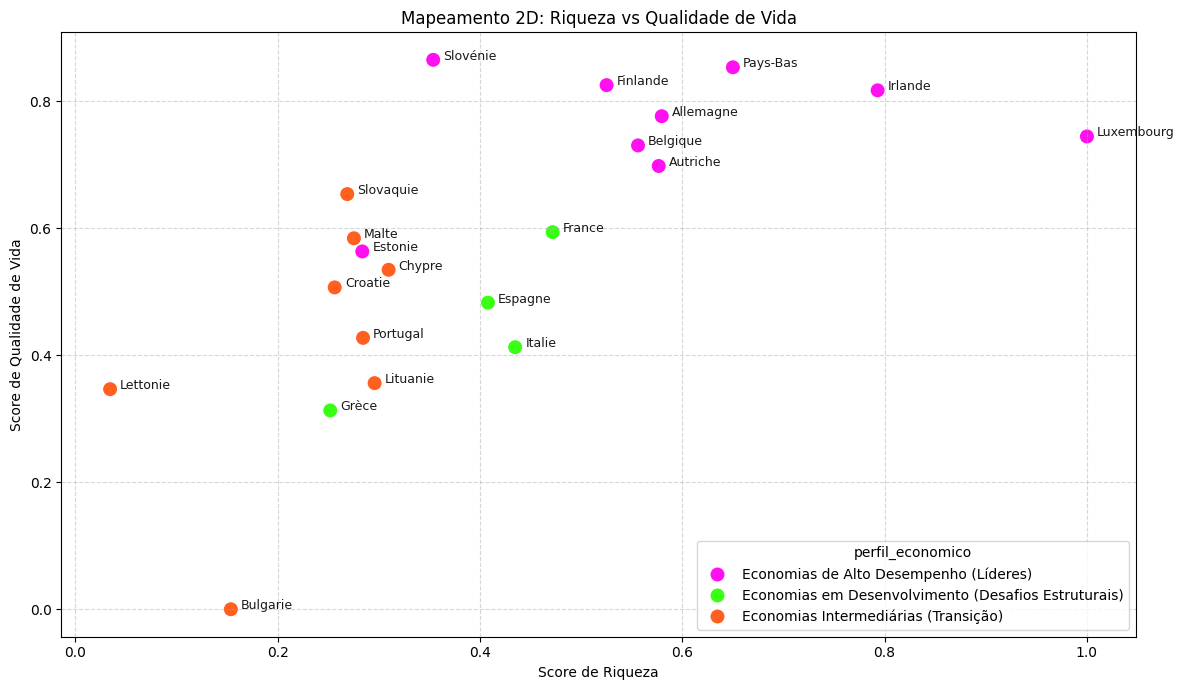 Mapeamento 2D: Riqueza vs Qualidade de Vida
Score de Qualidade de Vida
0.8
0.6
0.4
0.2
0.0
Slovénie
Pays-Bas
Finlande
Irlande
Allemagne
Luxembourg
Belgique
Autriche
Slovaquie
Malte
France
Estonie
Chypre
Croatie
Espagne
Portugal
Italie
Lituanie
Lettonie
Grèce
Bulgarie
perfil_economico
Economias de Alto Desempenho (Líderes)
Economias em Desenvolvimento (Desafios Estruturais)
Economias Intermediárias (Transição)
0.0 0.2 0.4 0.6 0.8 1.0
Score de Riqueza